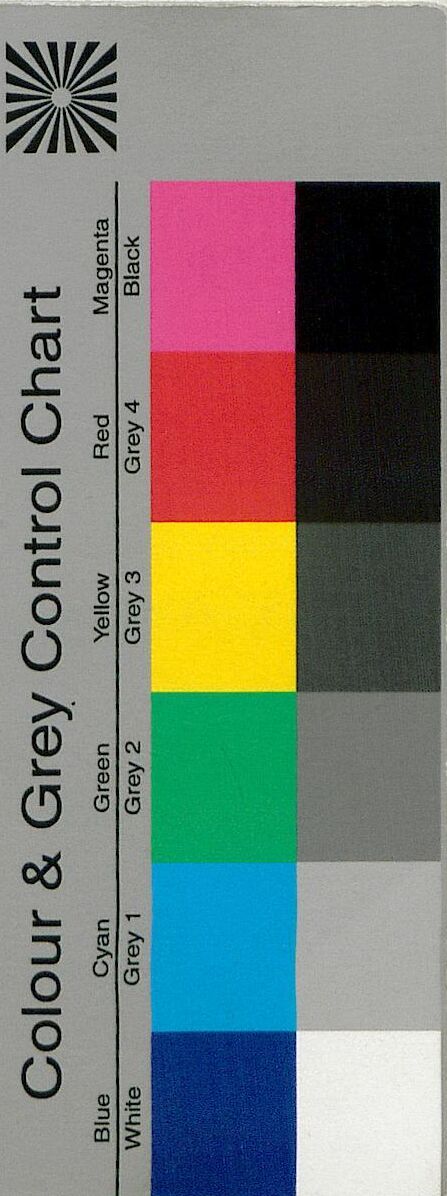 Colour & Grey Control Chart
Blue Cyan Green Yellow Red Magenta
White Grey 1 Grey 2 Grey 3 Grey 4 Black